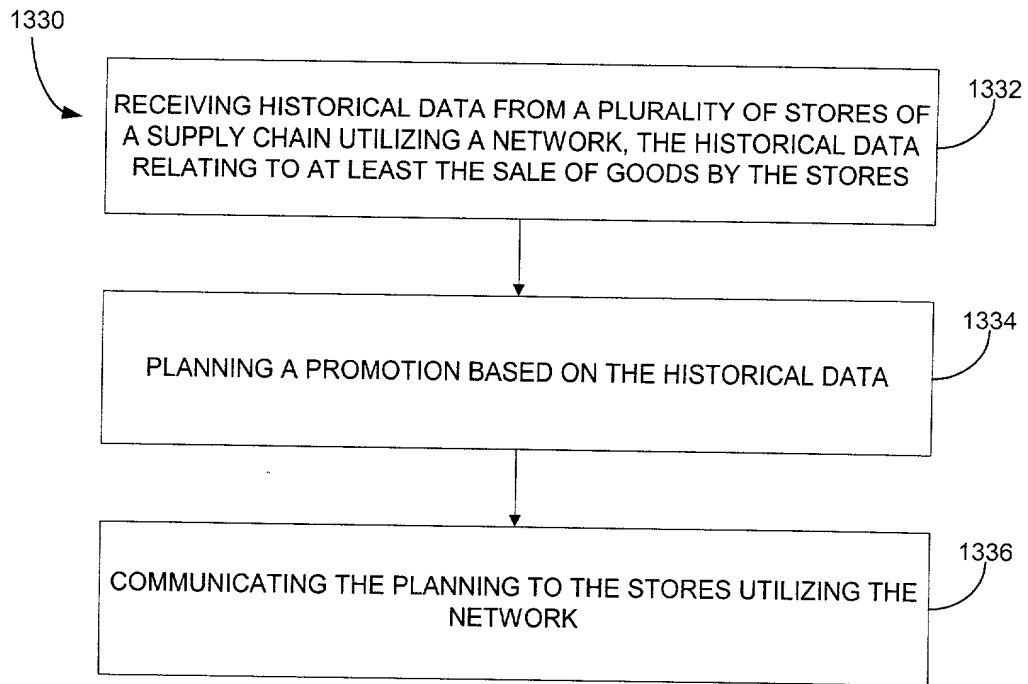 1330
RECEIVING HISTORICAL DATA FROM A PLURALITY OF STORES OF
A SUPPLY CHAIN UTILIZING A NETWORK, THE HISTORICAL DATA
RELATING TO AT LEAST THE SALE OF GOODS BY THE STORES
1332
PLANNING A PROMOTION BASED ON THE HISTORICAL DATA
1334
COMMUNICATING THE PLANNING TO THE STORES UTILIZING THE
NETWORK
1336